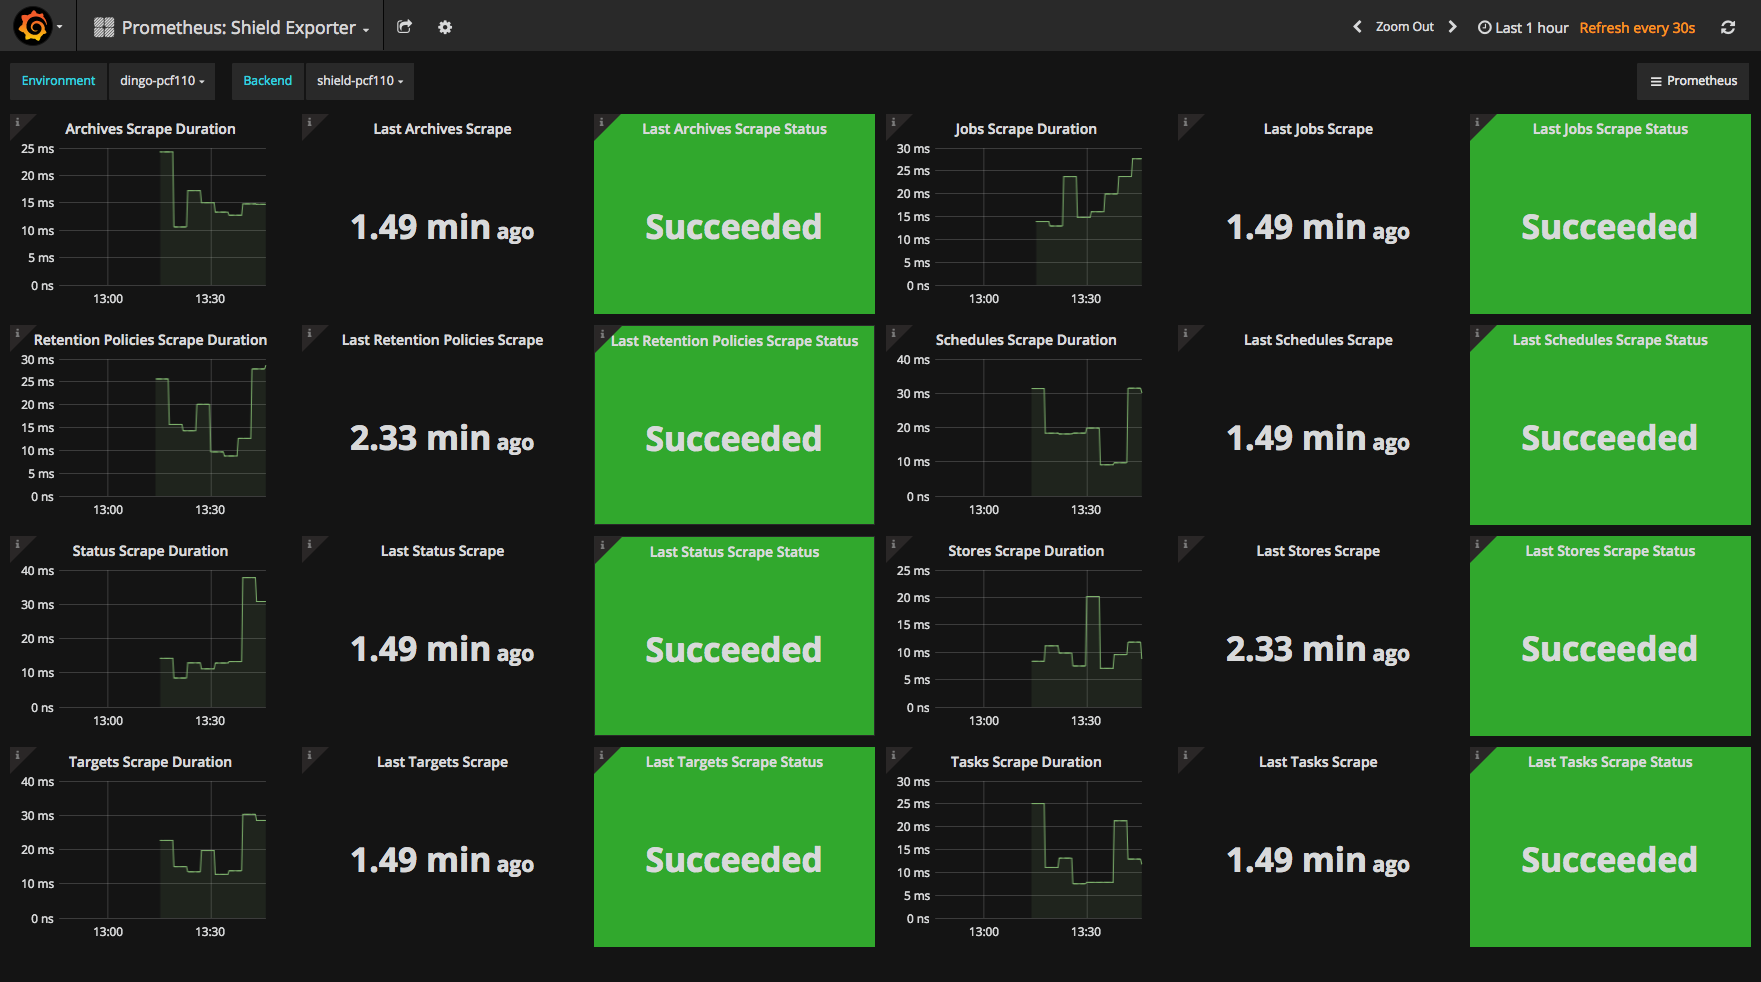 Prometheus: Shield Exporter
Zoom Out
Last 1 hour Refresh every 30s
Environment dingo-pcf110 Backend shield-pcf110
Prometheus
Archives Scrape Duration
25 ms
20 ms
15 ms
10 ms
5 ms
0 ns
13:00 13:30
Last Archives Scrape
1.49 min ago
Last Archives Scrape Status
Succeeded
Jobs Scrape Duration
30 ms
25 ms
20 ms
15 ms
10 ms
5 ms
0 ns
13:00 13:30
Last Jobs Scrape
1.49 min ago
Last Jobs Scrape Status
Succeeded
Retention Policies Scrape Duration
30 ms
25 ms
20 ms
15 ms
10 ms
5 ms
0 ns
13:00 13:30
Last Retention Policies Scrape
2.33 min ago
Last Retention Policies Scrape Status
Succeeded
Schedules Scrape Duration
40 ms
30 ms
20 ms
10 ms
0 ns
13:00 13:30
Last Schedules Scrape
1.49 min ago
Last Schedules Scrape Status
Succeeded
Status Scrape Duration
40 ms
30 ms
20 ms
10 ms
0 ns
13:00 13:30
Last Status Scrape
1.49 min ago
Last Status Scrape Status
Succeeded
Stores Scrape Duration
25 ms
20 ms
15 ms
10 ms
5 ms
0 ns
13:00 13:30
Last Stores Scrape
2.33 min ago
Last Stores Scrape Status
Succeeded
Targets Scrape Duration
40 ms
30 ms
20 ms
10 ms
0 ns
13:00 13:30
Last Targets Scrape
1.49 min ago
Last Targets Scrape Status
Succeeded
Tasks Scrape Duration
30 ms
25 ms
20 ms
15 ms
10 ms
5 ms
0 ns
13:00 13:30
Last Tasks Scrape
1.49 min ago
Last Tasks Scrape Status
Succeeded